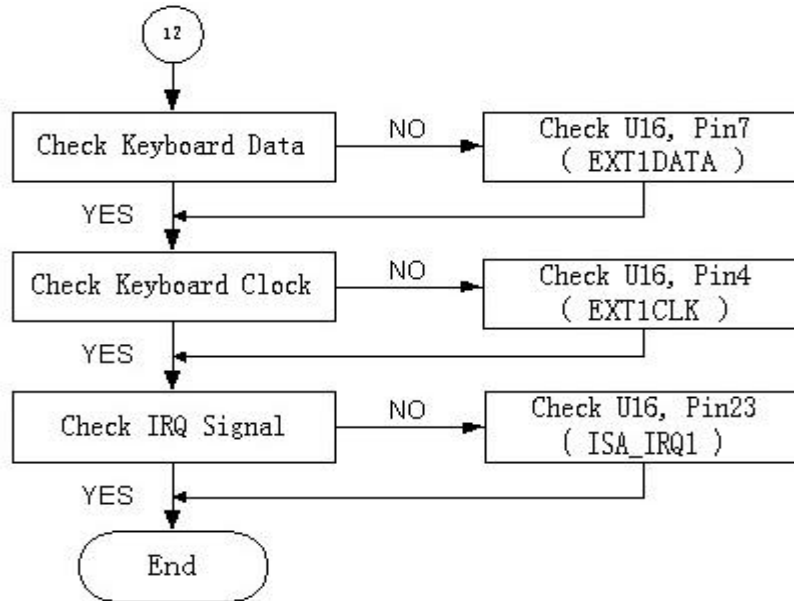 12
Check Keyboard Data
NO
Check U16, Pin7
( EXT1DATA )
YES
Check Keyboard Clock
NO
Check U16, Pin4
( EXT1CLK )
YES
Check IRQ Signal
NO
Check U16, Pin23
( ISA_IRQ1 )
YES
End